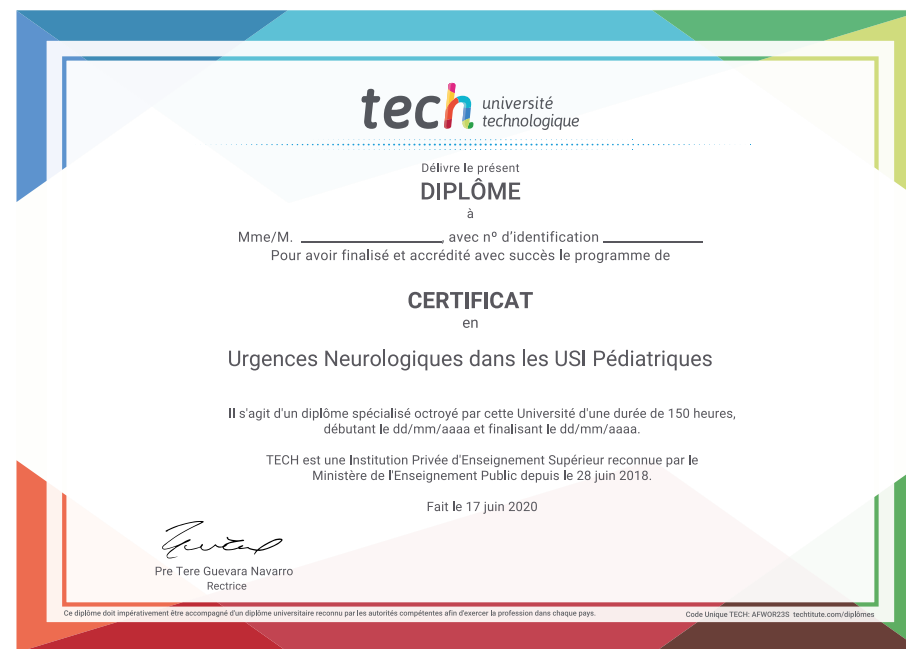 tech université
technologique
Délivre le présent
DIPLÔME
à
Mme/M. ____________________, avec nº d'identification ______________
Pour avoir finalisé et accrédité avec succès le programme de
CERTIFICAT
en
Urgences Neurologiques dans les USI Pédiatriques
Il s'agit d'un diplôme spécialisé octroyé par cette Université d'une durée de 150 heures,
débutant le dd/mm/aaaa et finalisant le dd/mm/aaaa.
TECH est une Institution Privée d'Enseignement Supérieur reconnue par le
Ministère de l'Enseignement Public depuis le 28 juin 2018.
Fait le 17 juin 2020
Pre Tere Guevara Navarro
Rectrice
Ce diplôme doit impérativement être accompagné d'un diplôme universitaire reconnu par les autorités compétentes afin d'exercer la profession dans chaque pays.
Code Unique TECH: AFWOR23S techtitute.com/diplômes